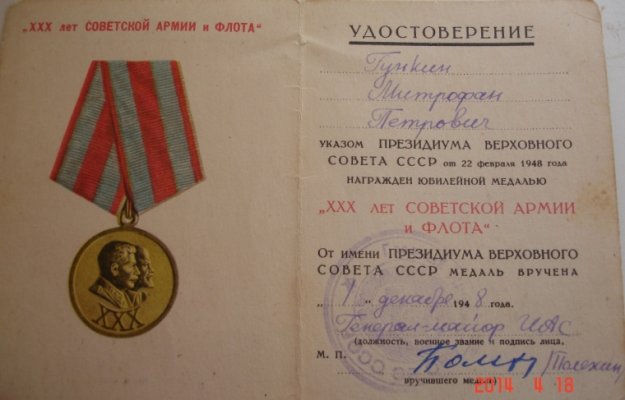 „XXX лет СОВЕТСКОЙ АРМИИ и ФЛОТА“
XXX
УДОСТОВЕРЕНИЕ
Гункин
Митрофан
Петрович
УКАЗОМ ПРЕЗИДИУМА ВЕРХОВНОГО
СОВЕТА СССР от 22 февраля 1948 года
НАГРАЖДЕН ЮБИЛЕЙНОЙ МЕДАЛЬЮ
„XXX ЛЕТ СОВЕТСКОЙ АРМИИ
и ФЛОТА“
От имени ПРЕЗИДИУМА ВЕРХОВНОГО
СОВЕТА СССР МЕДАЛЬ ВРУЧЕНА
декабря 1948 года.
Генерал-майор ИАС
(должность, военное звание и подпись лица,
М. П.
вручившего медаль)
2014 4 18